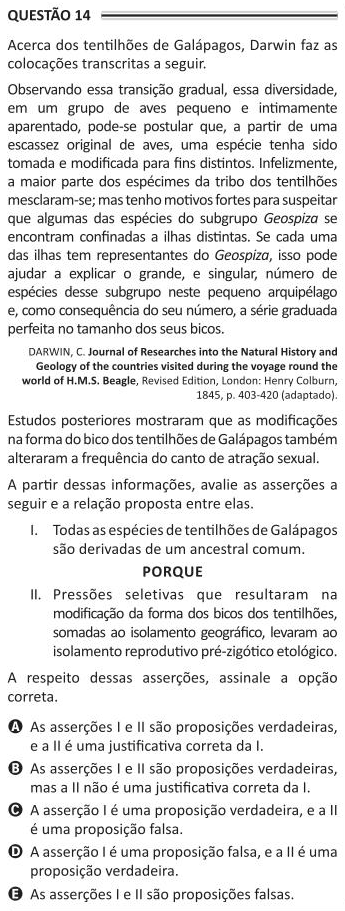 QUESTÃO 14
Acerca dos tentilhões de Galápagos, Darwin faz as
colocações transcritas a seguir.
Observando essa transição gradual, essa diversidade,
em um grupo de aves pequeno e intimamente
aparentado, pode-se postular que, a partir de uma
escassez original de aves, uma espécie tenha sido
tomada e modificada para fins distintos. Infelizmente,
a maior parte dos espécimes da tribo dos tentilhões
mesclaram-se; mas tenho motivos fortes para suspeitar
que algumas das espécies do subgrupo Geospiza se
encontram confinadas a ilhas distintas. Se cada uma
das ilhas tem representantes do Geospiza, isso pode
ajudar a explicar o grande, e singular, número de
espécies desse subgrupo neste pequeno arquipélago
e, como consequência do seu número, a série graduada
perfeita no tamanho dos seus bicos.
DARWIN, C. Journal of Researches into the Natural History and
Geology of the countries visited during the voyage round the
world of H.M.S. Beagle, Revised Edition, London: Henry Colburn,
1845, p. 403-420 (adaptado).
Estudos posteriores mostraram que as modificações
na forma do bico dos tentilhões de Galápagos também
alteraram a frequência do canto de atração sexual.
A partir dessas informações, avalie as asserções a
seguir e a relação proposta entre elas.
I. Todas as espécies de tentilhões de Galápagos
são derivadas de um ancestral comum.
PORQUE
II. Pressões seletivas que resultaram na
modificação da forma dos bicos dos tentilhões,
somadas ao isolamento geográfico, levaram ao
isolamento reprodutivo pré-zigótico etológico.
A respeito dessas asserções, assinale a opção
correta.
A As asserções I e II são proposições verdadeiras,
e a II é uma justificativa correta da I.
B As asserções I e II são proposições verdadeiras,
mas a II não é uma justificativa correta da I.
C A asserção I é uma proposição verdadeira, e a II
é uma proposição falsa.
D A asserção I é uma proposição falsa, e a II é uma
proposição verdadeira.
E As asserções I e II são proposições falsas.